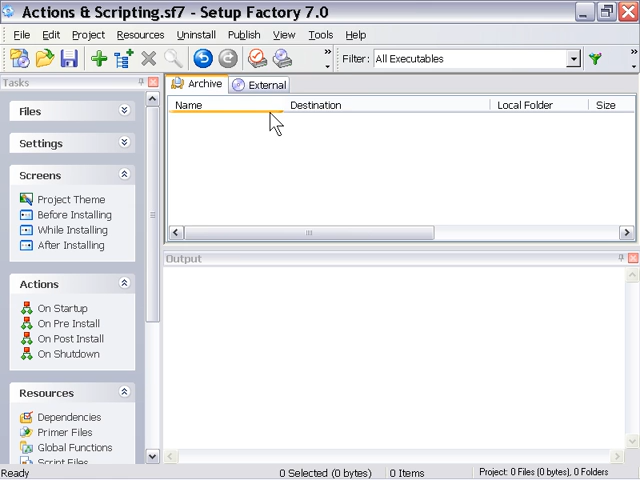 Actions & Scripting.sf7 - Setup Factory 7.0
File Edit Project Resources Uninstall Publish View Tools Help
Filter: All Executables
Tasks
Archive External
Name Destination Local Folder Size
Files
Settings
Screens
Project Theme
Before Installing
While Installing
After Installing
Output
Actions
On Startup
On Pre Install
On Post Install
On Shutdown
Resources
Dependencies
Primer Files
Global Functions
Script Files
Ready 0 Selected (0 bytes) 0 Items Project: 0 Files (0 bytes), 0 Folders